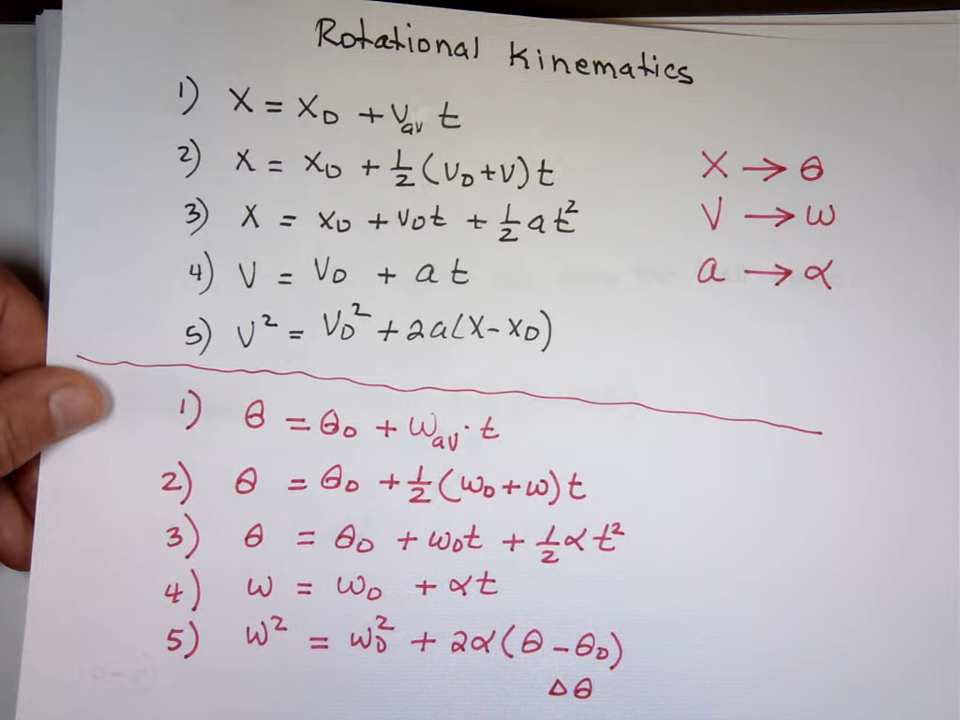 Rotational Kinematics
1) X = X₀ + Vav t
2) X = X₀ + 1/2 (V₀ + V) t
3) X = X₀ + V₀t + 1/2 at²
4) V = V₀ + at
5) V² = V₀² + 2a(X - X₀)
X → θ
V → ω
a → α
1) θ = θ₀ + ωav · t
2) θ = θ₀ + 1/2 (ω₀ + ω) t
3) θ = θ₀ + ω₀t + 1/2 αt²
4) ω = ω₀ + αt
5) ω² = ω₀² + 2α(θ - θ₀)
Δθ